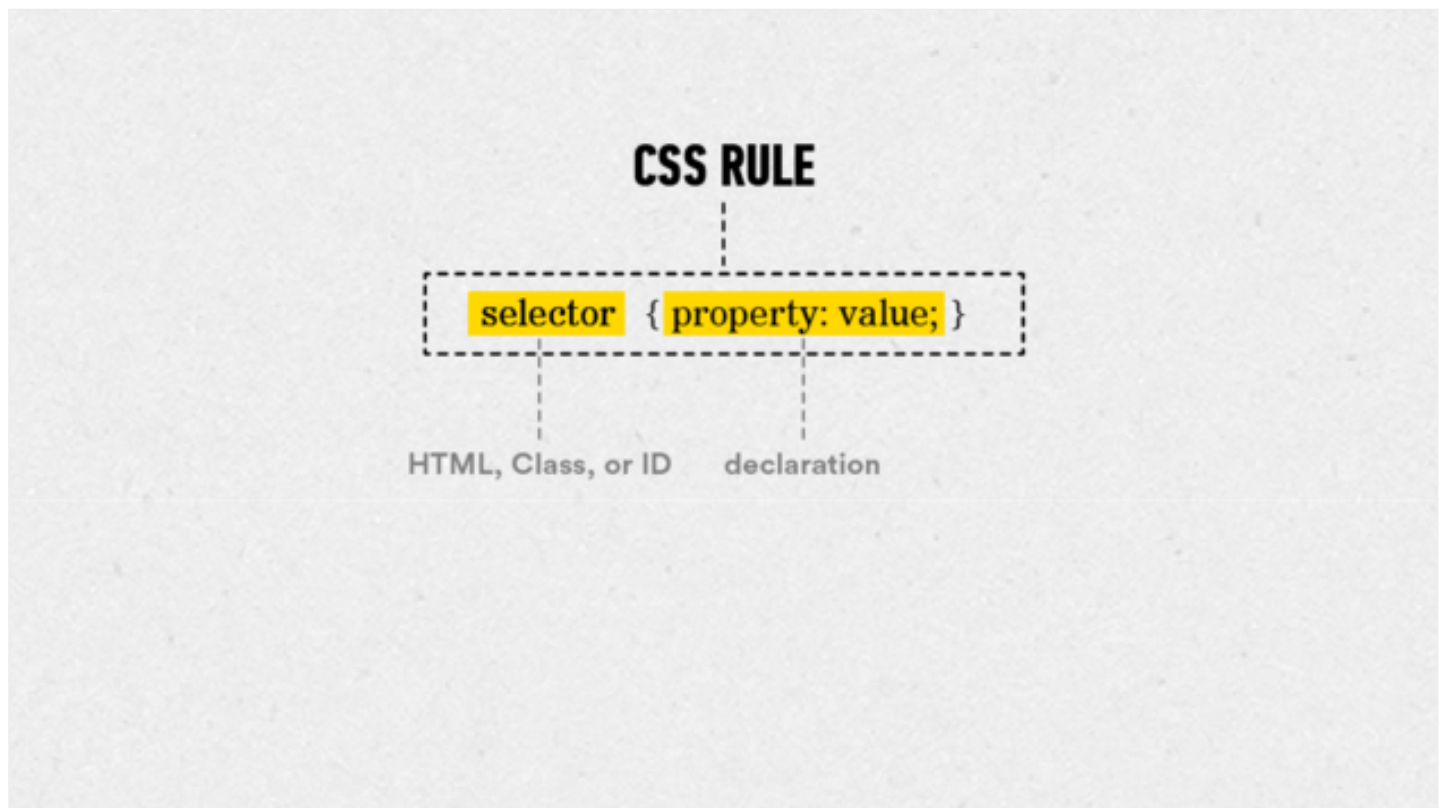 CSS RULE
selector { property: value; }
HTML, Class, or ID declaration